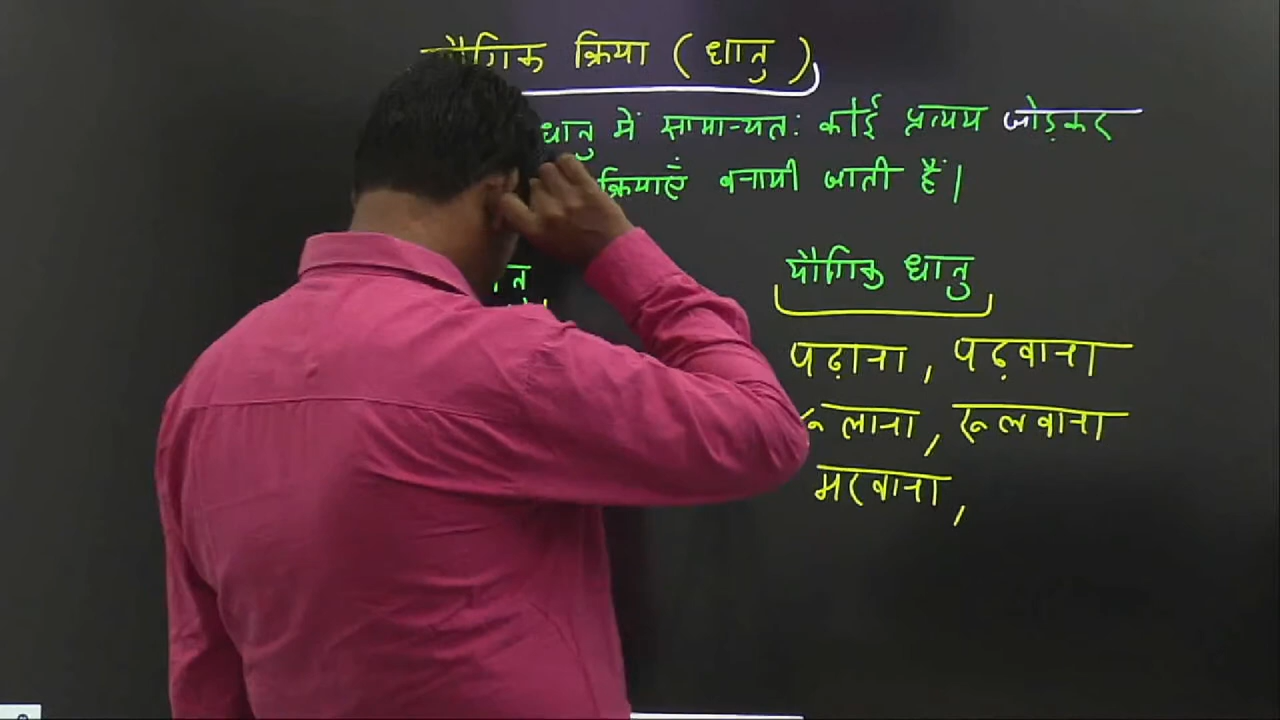 यौगिक क्रिया (धातु)
धातु में सामान्यत: कोई प्रत्यय जोड़कर
क्रियाएँ बनायी जाती हैं।
यौगिक धातु
पढ़ाना, पढ़वाना
रूलाना, रूलवाना
मरवाना,